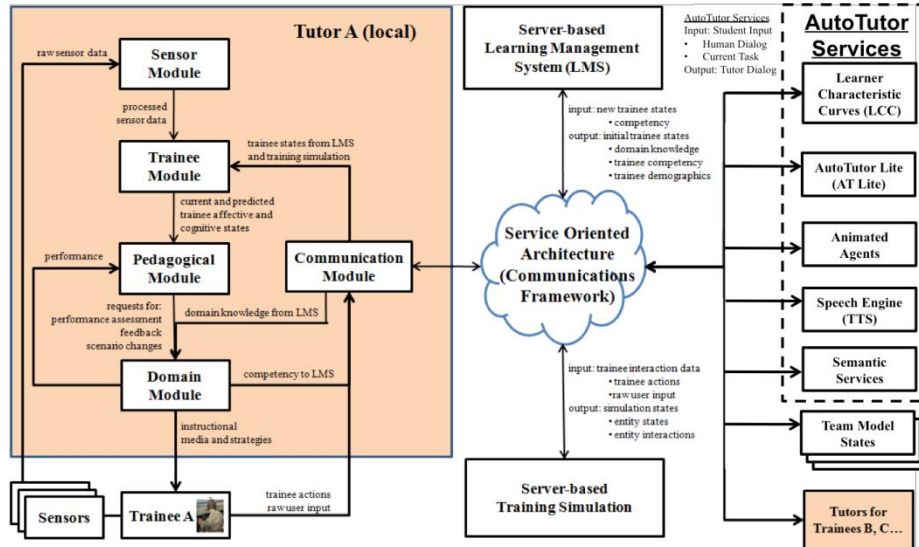 Tutor A (local)
raw sensor data
Sensor
Module
processed
sensor data
Trainee
Module
trainee states from LMS
and training simulation
current and predicted
trainee affective and
cognitive states
performance
Pedagogical
Module
Communication
Module
requests for:
performance assessment
feedback
scenario changes
domain knowledge from LMS
Domain
Module
competency to LMS
instructional
media and strategies
Sensors
Trainee A
trainee actions
raw user input
Server-based
Learning Management
System (LMS)
input: new trainee states
• competency
output: initial trainee states
• domain knowledge
• trainee competency
• trainee demographics
Service Oriented
Architecture
(Communications
Framework)
input: trainee interaction data
• trainee actions
• raw user input
output: simulation states
• entity states
• entity interactions
Server-based
Training Simulation
AutoTutor Services
Input: Student Input
• Human Dialog
• Current Task
Output: Tutor Dialog
AutoTutor
Services
Learner
Characteristic
Curves (LCC)
AutoTutor Lite
(AT Lite)
Animated
Agents
Speech Engine
(TTS)
Semantic
Services
Team Model
States
Tutors for
Trainees B, C…